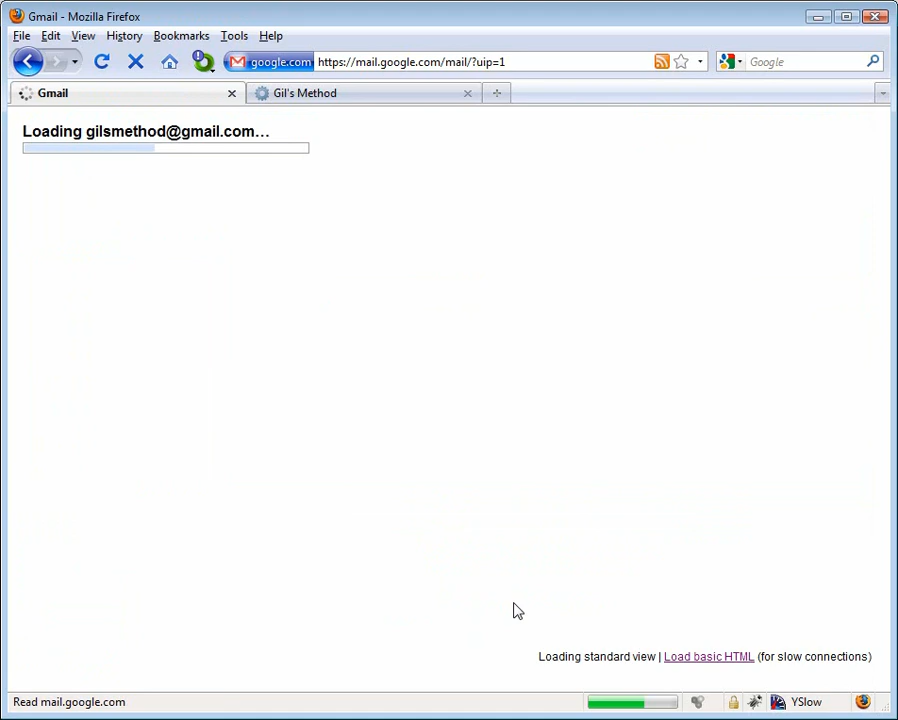 Gmail - Mozilla Firefox
File Edit View History Bookmarks Tools Help
google.com https://mail.google.com/mail/?uip=1 Google
Gmail Gil's Method
Loading gilsmethod@gmail.com…
Loading standard view | Load basic HTML (for slow connections)
Read mail.google.com YSlow